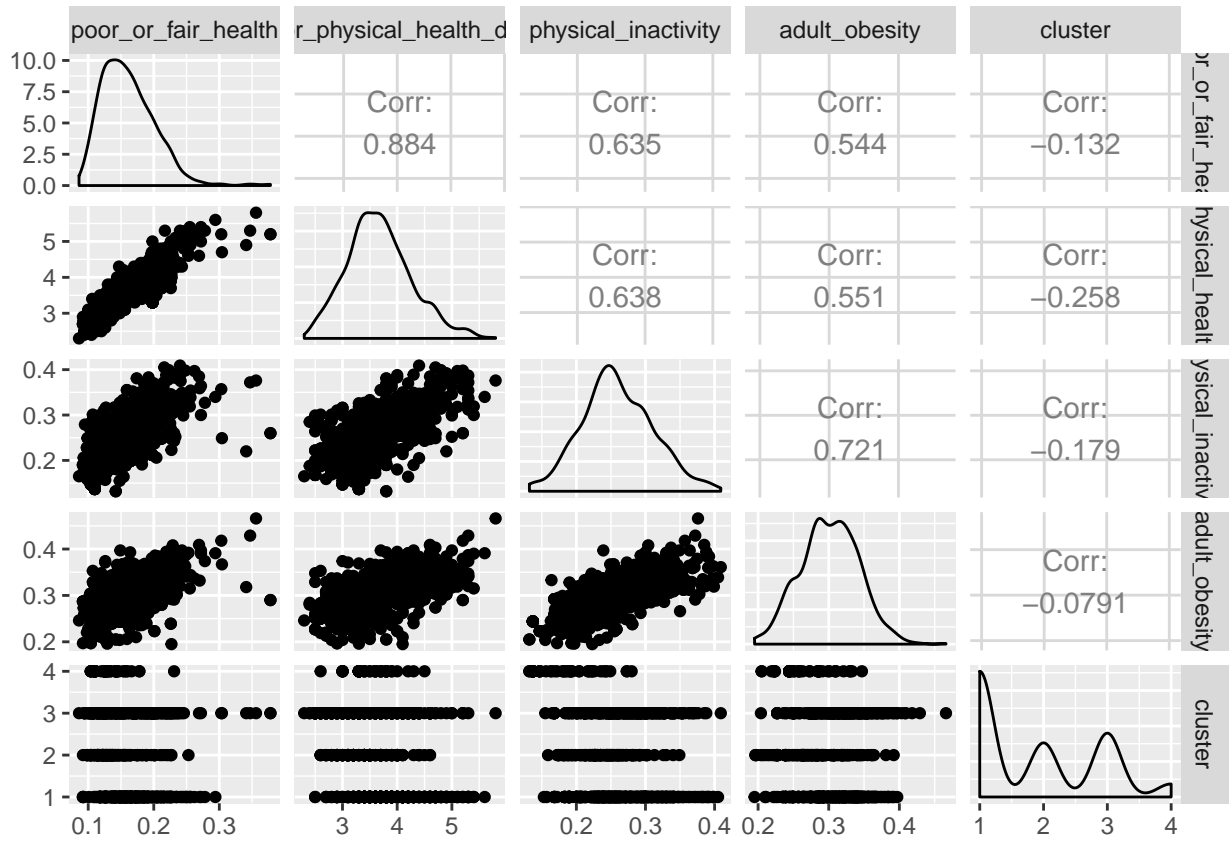 poor_or_fair_health r_physical_health_d physical_inactivity adult_obesity cluster
10.0
7.5
5.0
2.5
0.0
Corr:
0.884
Corr:
0.635
Corr:
0.544
Corr:
−0.132
or_or_fair_hea
5
4
3
Corr:
0.638
Corr:
0.551
Corr:
−0.258
hysical_healt
0.4
0.3
0.2
Corr:
0.721
Corr:
−0.179
ysical_inactiv
0.4
0.3
0.2
Corr:
−0.0791
adult_obesity
4
3
2
1
cluster
0.1 0.2 0.3 3 4 5 0.2 0.3 0.4 0.2 0.3 0.4 1 2 3 4